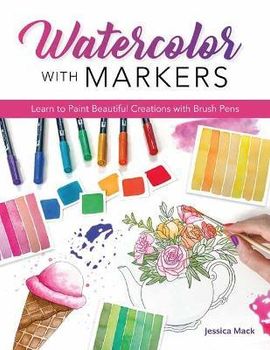 Watercolor
WITH MARKERS
Learn to Paint Beautiful Creations with Brush Pens
Jessica Mack